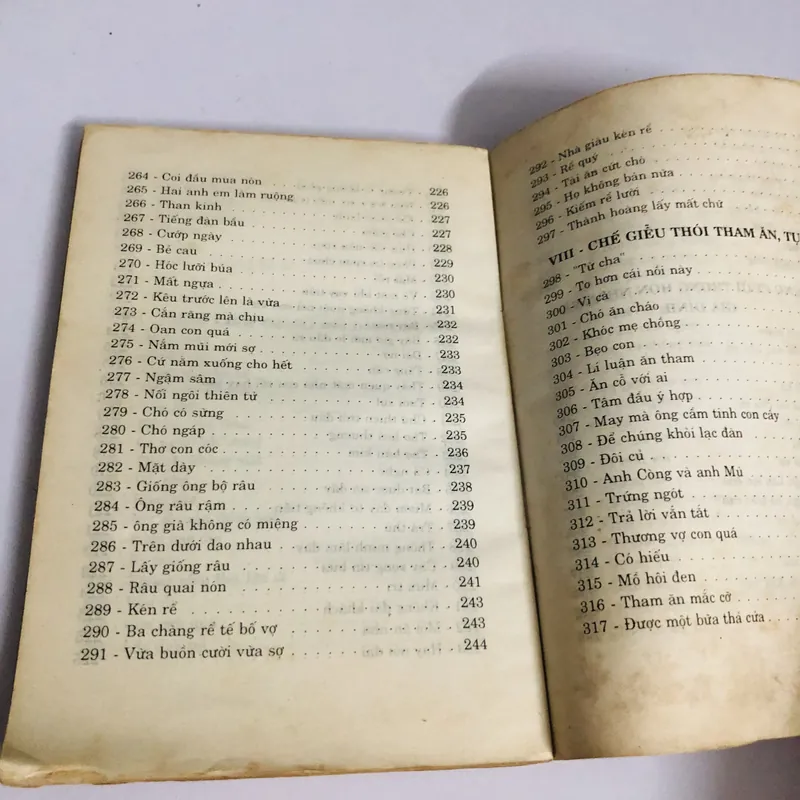 264 - Coi đầu mua nón . . . . . . . . . . . . . . . 226
265 - Hai anh em làm ruộng . . . . . . . . . . . . . . . 226
266 - Than kinh . . . . . . . . . . . . . . . 227
267 - Tiếng đàn bầu . . . . . . . . . . . . . . . 227
268 - Cướp ngày . . . . . . . . . . . . . . . 228
269 - Bẻ cau . . . . . . . . . . . . . . . 229
270 - Hóc lưỡi búa . . . . . . . . . . . . . . . 230
271 - Mất ngựa . . . . . . . . . . . . . . . 230
272 - Kêu trước lên là vừa . . . . . . . . . . . . . . . 231
273 - Cắn răng mà chịu . . . . . . . . . . . . . . . 232
274 - Oan con quá . . . . . . . . . . . . . . . 232
275 - Nắm mũi mới sợ . . . . . . . . . . . . . . . 233
276 - Cứ nằm xuống cho hết . . . . . . . . . . . . . . . 233
277 - Ngậm sâm . . . . . . . . . . . . . . . 234
278 - Nối ngôi thiên tử . . . . . . . . . . . . . . . 234
279 - Chó có sừng . . . . . . . . . . . . . . . 235
280 - Chó ngáp . . . . . . . . . . . . . . . 235
281 - Thơ con cóc . . . . . . . . . . . . . . . 236
282 - Mặt dày . . . . . . . . . . . . . . . 237
283 - Giống ông bộ râu . . . . . . . . . . . . . . . 238
284 - Ông râu rậm . . . . . . . . . . . . . . . 239
285 - ông già không có miệng . . . . . . . . . . . . . . . 239
286 - Trên dưới dao nhau . . . . . . . . . . . . . . . 240
287 - Lấy giống râu . . . . . . . . . . . . . . . 240
288 - Râu quai nón . . . . . . . . . . . . . . . 241
289 - Kén rể . . . . . . . . . . . . . . . 243
290 - Ba chàng rể tế bố vợ . . . . . . . . . . . . . . . 243
291 - Vừa buồn cười vừa sợ . . . . . . . . . . . . . . . 244
292 - Nhà giàu kén rể
293 - Rể quý
294 - Tài ăn cứt chó
295 - Họ không bán nữa
296 - Kiếm rể lười
297 - Thành hoàng lấy mất chữ
VIII - CHẾ GIỄU THÓI THAM ĂN, TỤ
298 - "Tứ cha"
299 - To hơn cái nồi này
300 - Vị cà
301 - Chó ăn cháo
302 - Khóc mẹ chồng
303 - Bẹo con
304 - Lí luận ăn tham
305 - Ăn cỗ với ai
306 - Tâm đầu ý hợp
307 - May mà ông cầm tinh con cầy
308 - Để chúng khỏi lạc đàn
309 - Đôi củ
310 - Anh Còng và anh Mù
311 - Trứng ngót
312 - Trả lời vắn tắt
313 - Thương vợ con quá
314 - Có hiếu
315 - Mồ hôi đen
316 - Tham ăn mắc cỡ
317 - Được một bữa thả cửa